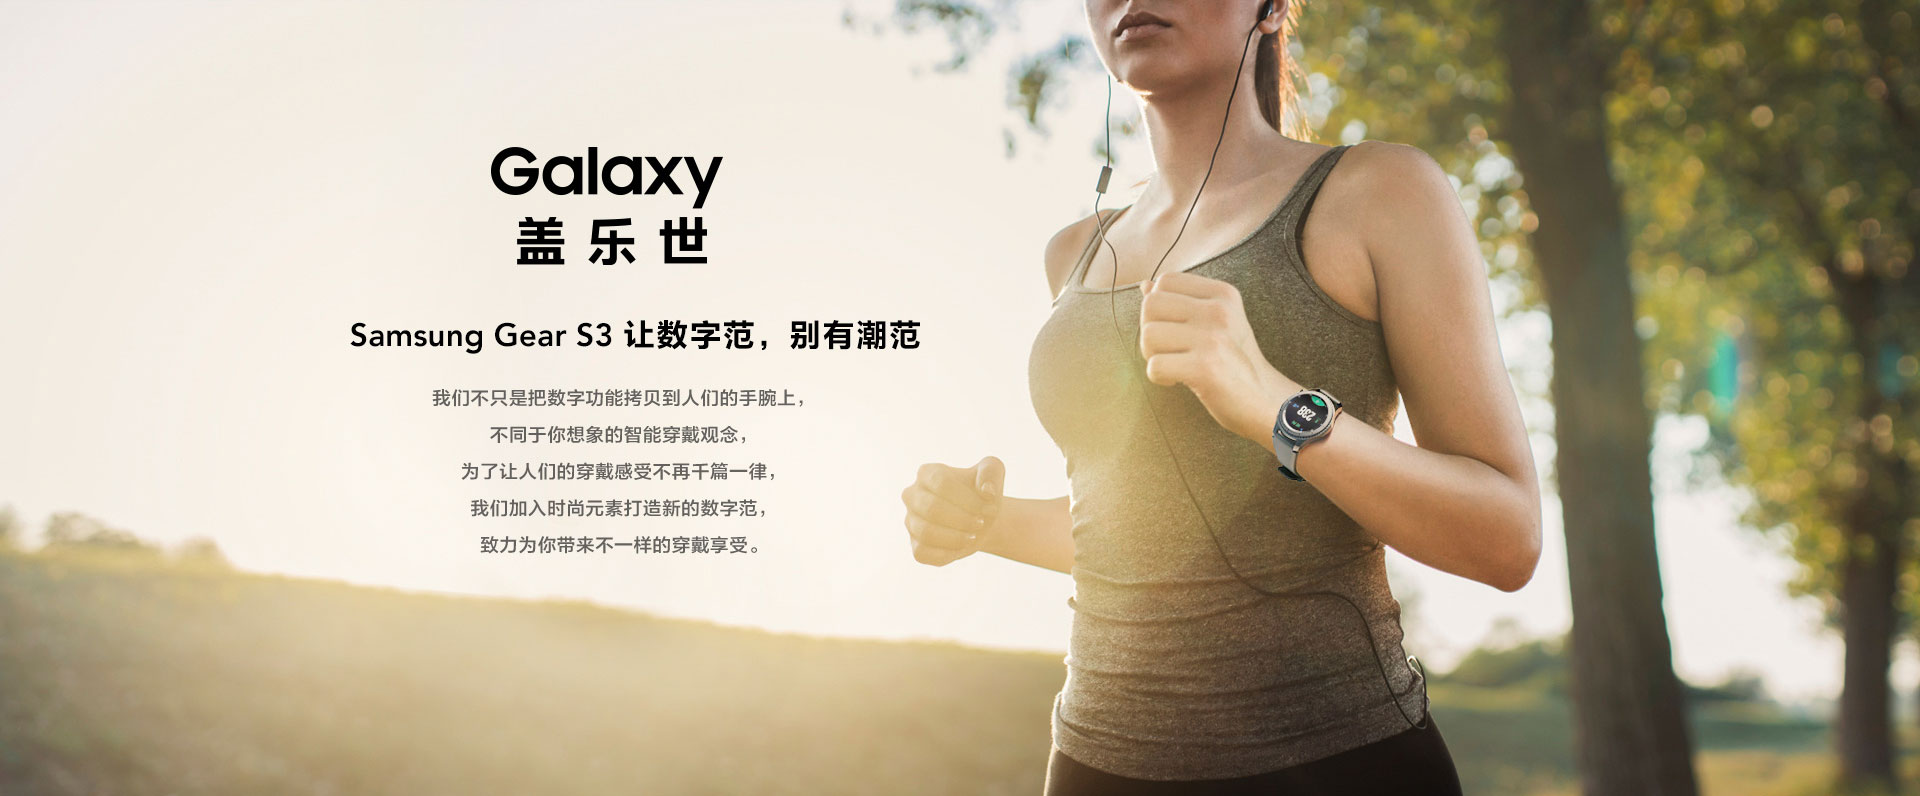 Galaxy
盖乐世
Samsung Gear S3 让数字范，别有潮范
我们不只是把数字功能拷贝到人们的手腕上，
不同于你想象的智能穿戴观念，
为了让人们的穿戴感受不再千篇一律，
我们加入时尚元素打造新的数字范，
致力为你带来不一样的穿戴享受。
298